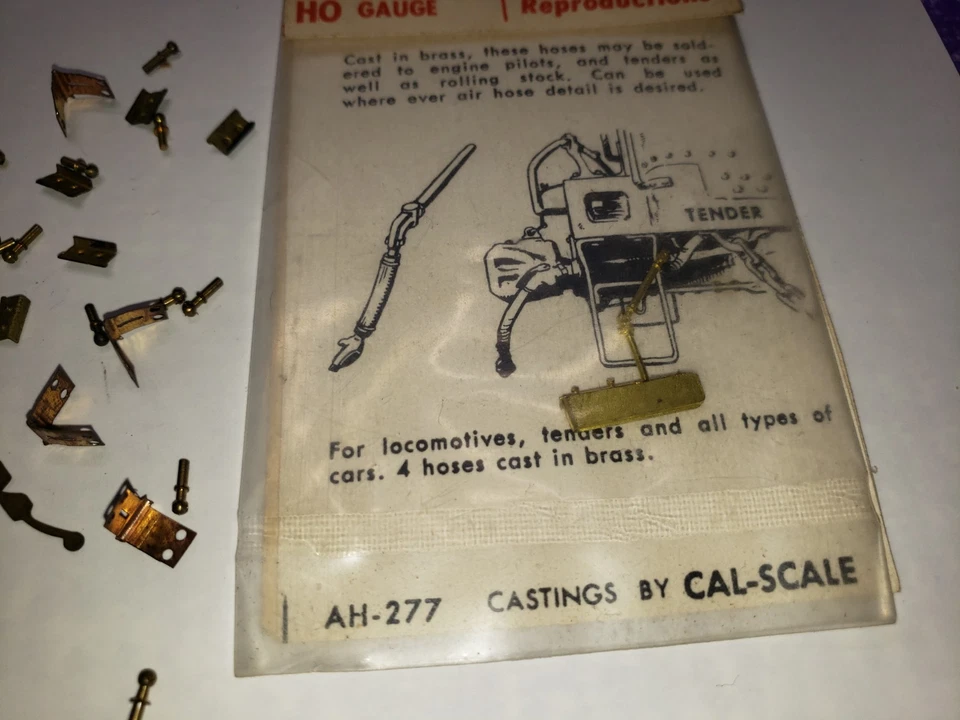 HO GAUGE | Reproductions
Cast in brass, these hoses may be sold-
ered to engine pilots, and tenders as
well as rolling stock. Can be used
where ever air hose detail is desired.
TENDER
For locomotives, tenders and all types of
cars. 4 hoses cast in brass.
AH-277 CASTINGS BY CAL-SCALE